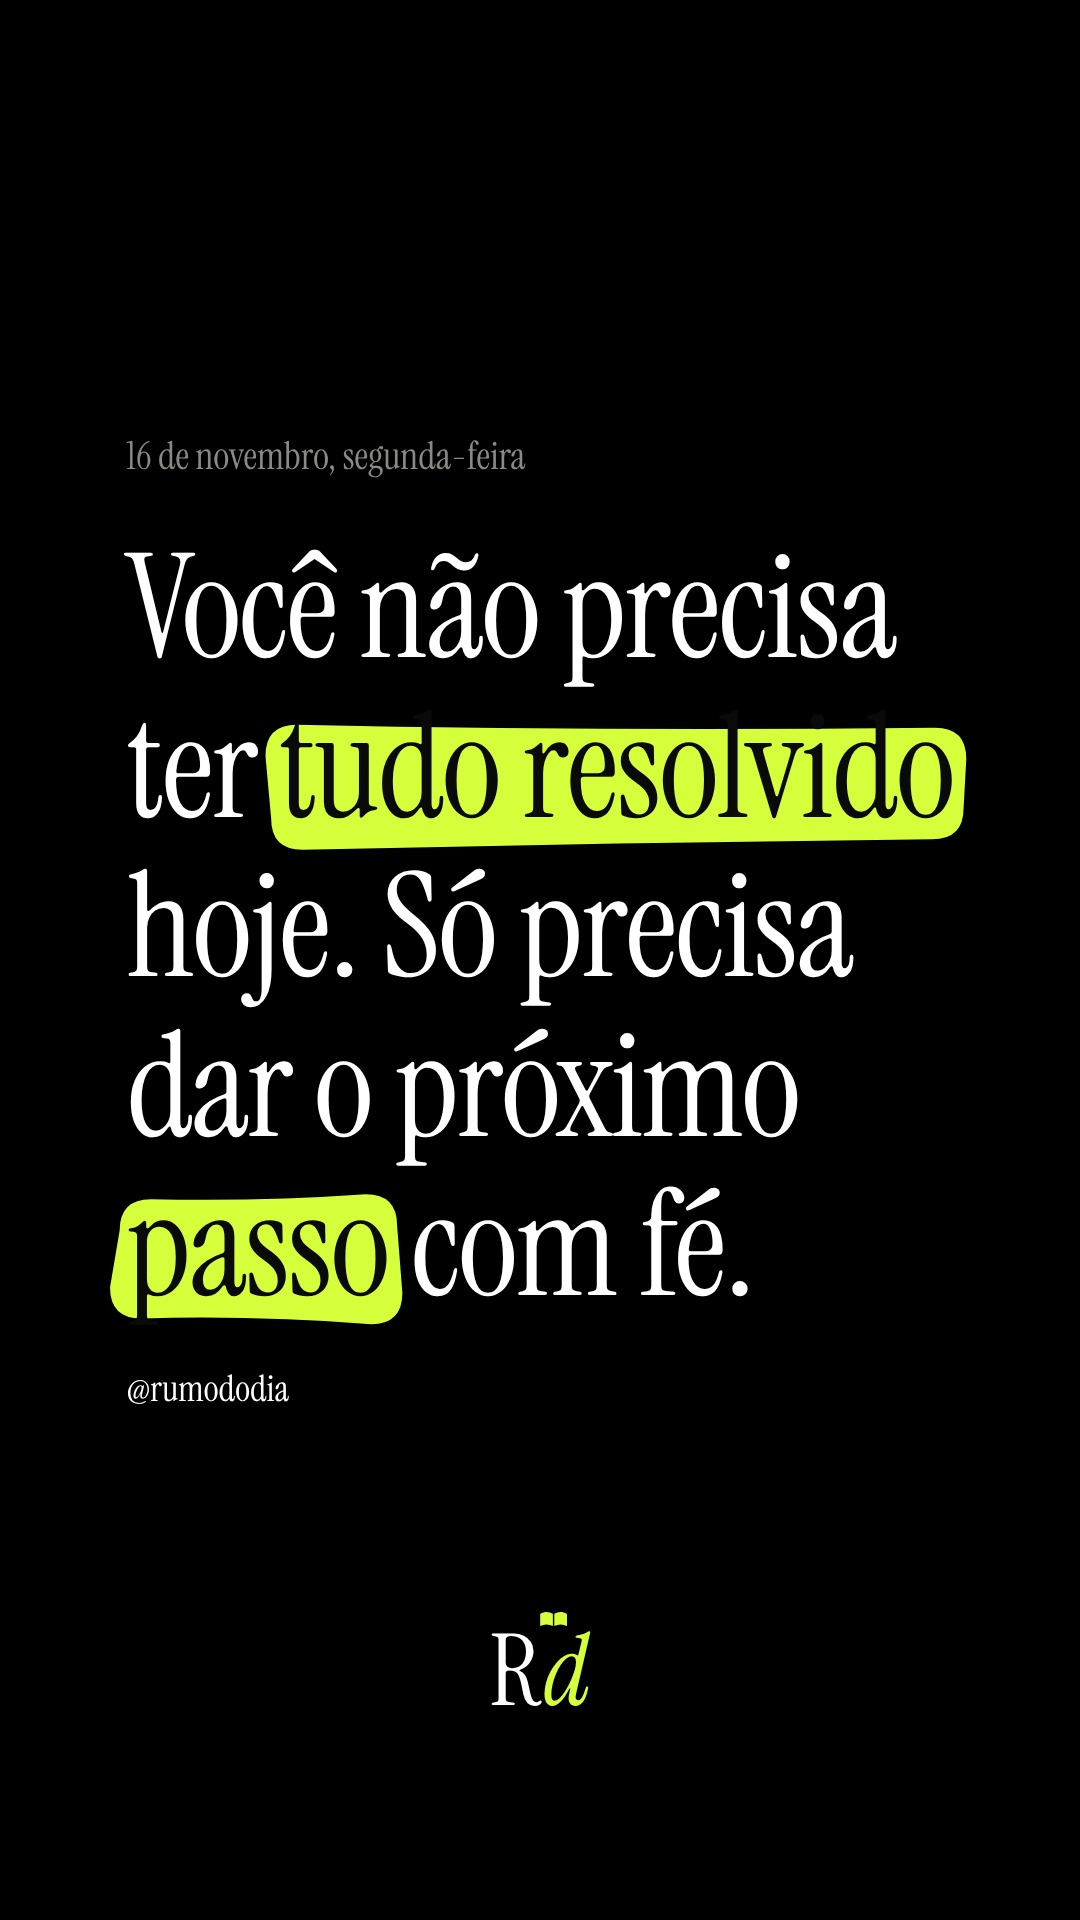 16 de novembro, segunda-feira
Você não precisa
ter tudo resolvido
hoje. Só precisa
dar o próximo
passo com fé.
@rumododia
Rd